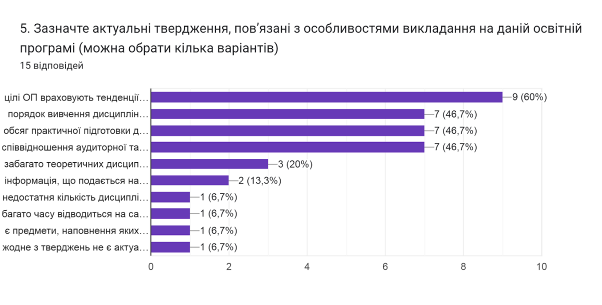 5. Зазначте актуальні твердження, пов’язані з особливостями викладання на даній освітній
програмі (можна обрати кілька варіантів)
15 відповідей
цілі ОП враховують тенденції… 9 (60%)
порядок вивчення дисциплін… 7 (46,7%)
обсяг практичної підготовки д… 7 (46,7%)
співвідношення аудиторної та… 7 (46,7%)
забагато теоретичних дисцип… 3 (20%)
інформація, що подається на… 2 (13,3%)
недостатня кількість дисциплі… 1 (6,7%)
багато часу відводиться на са… 1 (6,7%)
є предмети, наповнення яких… 1 (6,7%)
жодне з тверджень не є актуа… 1 (6,7%)
0 2 4 6 8 10